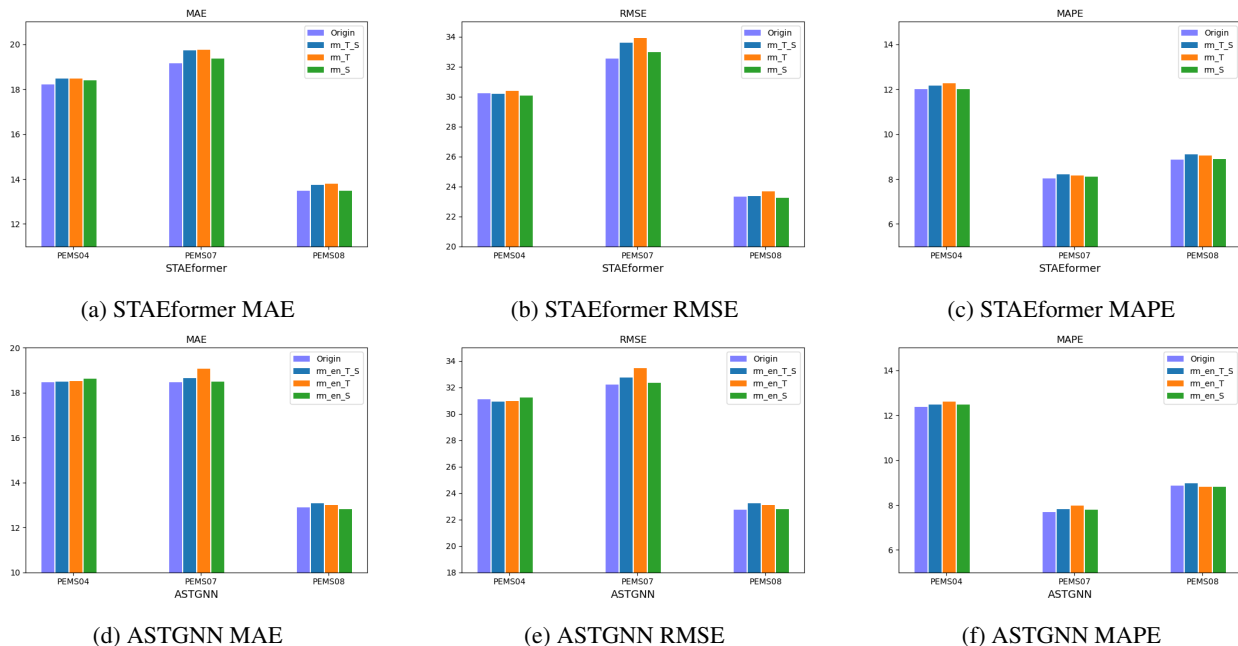 MAE
20
18
16
14
12
Origin
rm_T_S
rm_T
rm_S
PEMS04 PEMS07 PEMS08
STAEformer
(a) STAEformer MAE
RMSE
34
32
30
28
26
24
22
20
Origin
rm_T_S
rm_T
rm_S
PEMS04 PEMS07 PEMS08
STAEformer
(b) STAEformer RMSE
MAPE
14
12
10
8
6
Origin
rm_T_S
rm_T
rm_S
PEMS04 PEMS07 PEMS08
STAEformer
(c) STAEformer MAPE
MAE
20
18
16
14
12
10
Origin
rm_en_T_S
rm_en_T
rm_en_S
PEMS04 PEMS07 PEMS08
ASTGNN
(d) ASTGNN MAE
RMSE
34
32
30
28
26
24
22
20
18
Origin
rm_en_T_S
rm_en_T
rm_en_S
PEMS04 PEMS07 PEMS08
ASTGNN
(e) ASTGNN RMSE
MAPE
14
12
10
8
6
Origin
rm_en_T_S
rm_en_T
rm_en_S
PEMS04 PEMS07 PEMS08
ASTGNN
(f) ASTGNN MAPE